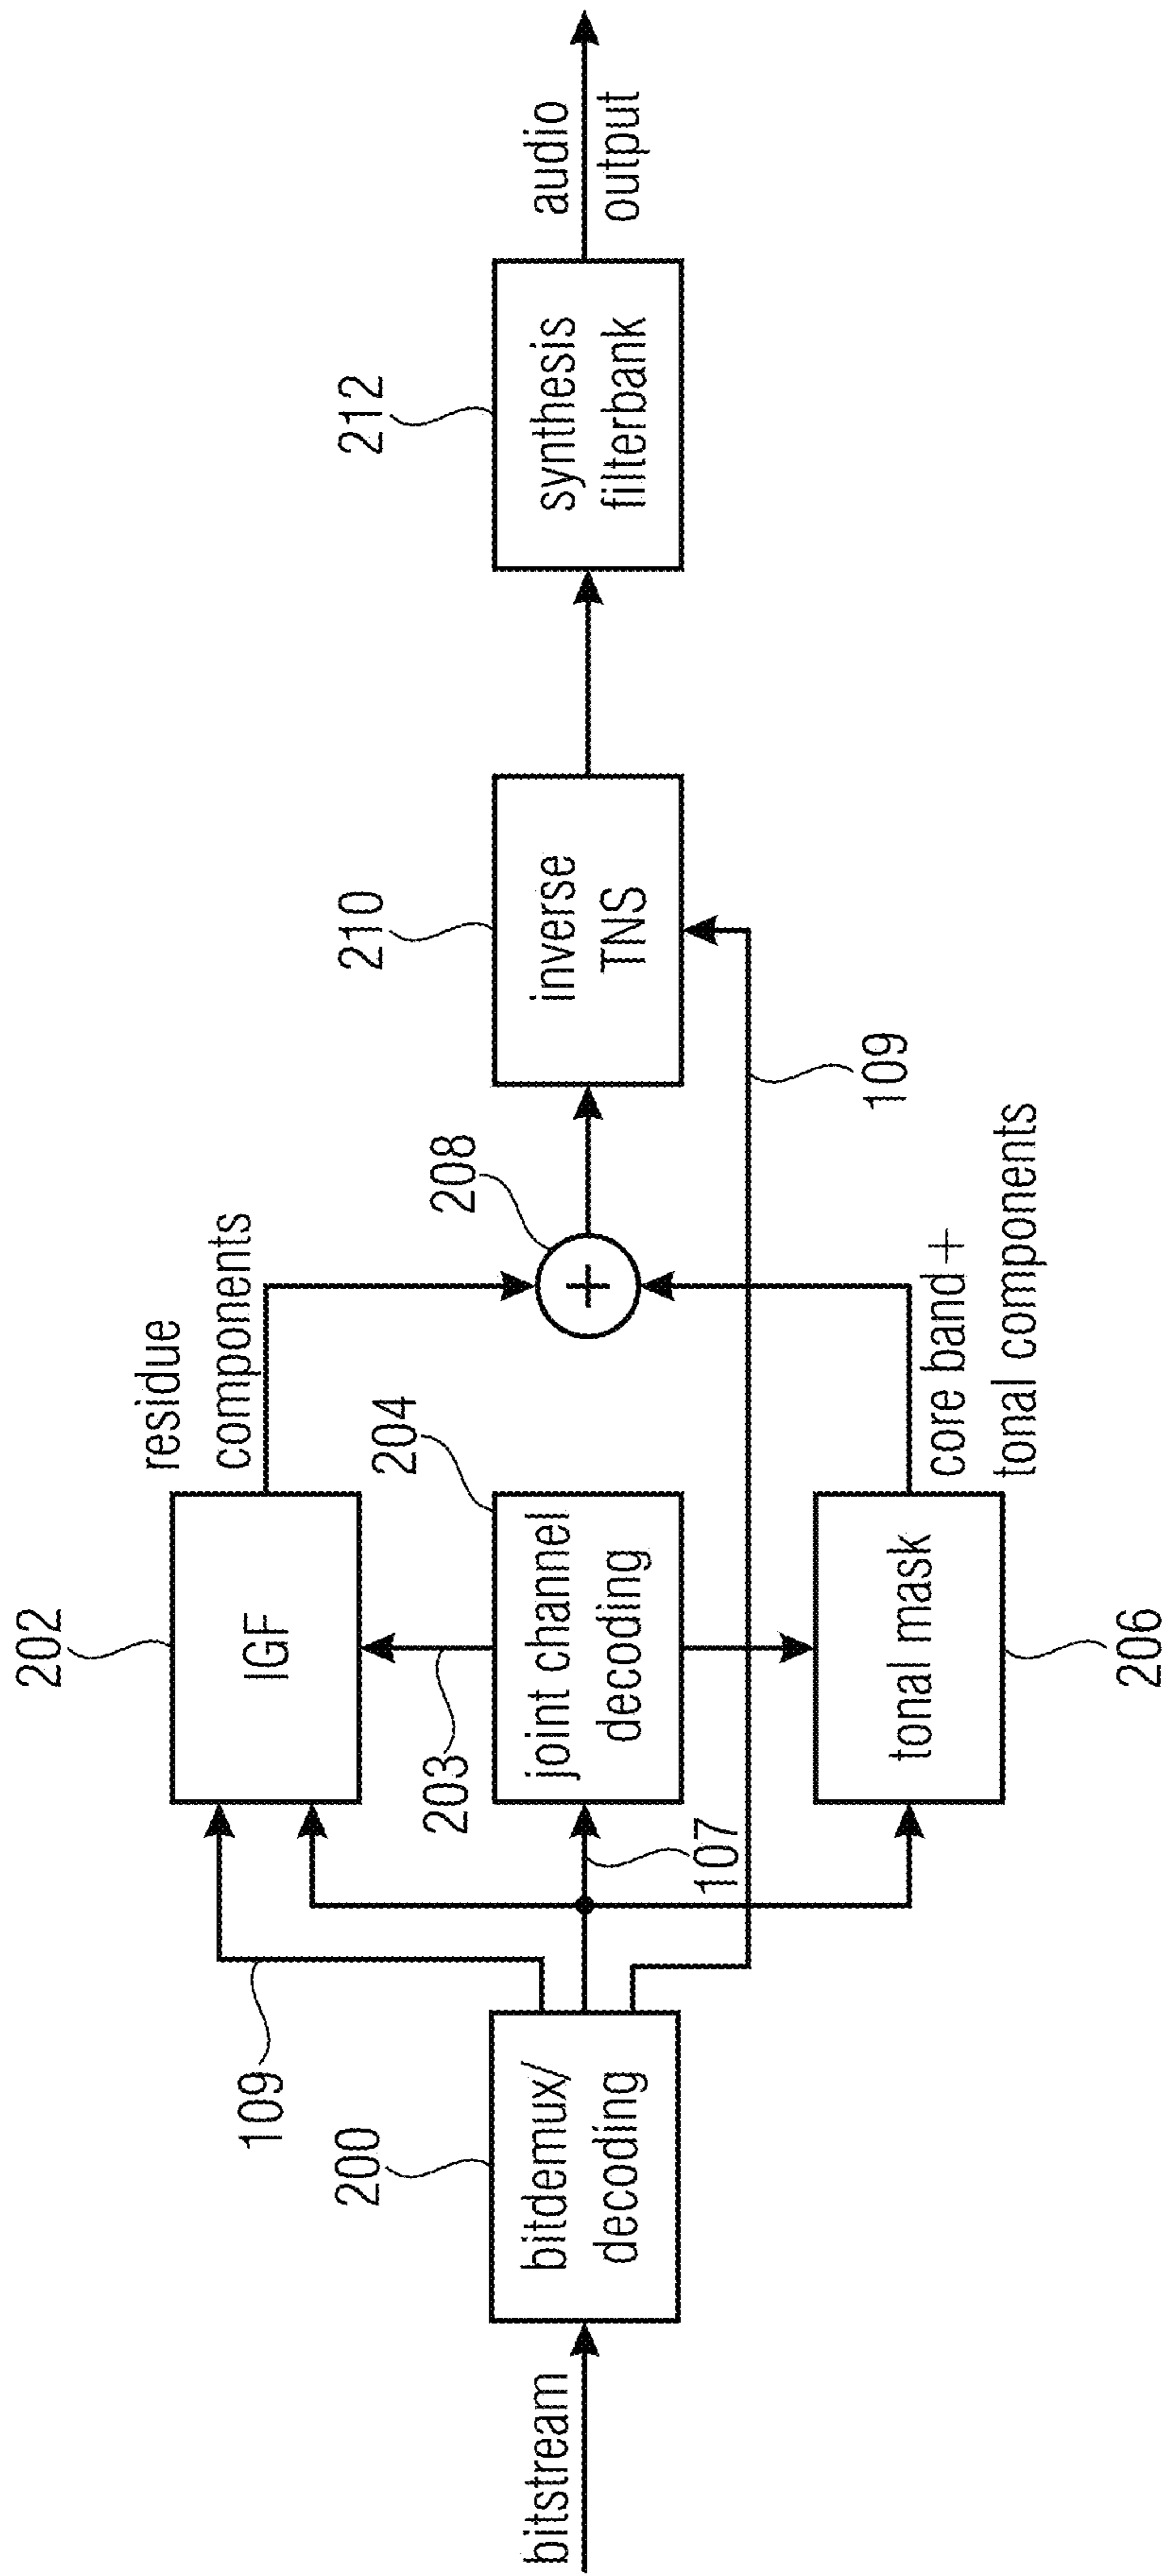 bitstream
200
bitdemux/
decoding
109
202
IGF
203
107
204
joint channel
decoding
206
tonal mask
residue
components
core band+
tonal components
208
109
210
inverse
TNS
212
synthesis
filterbank
audio
output